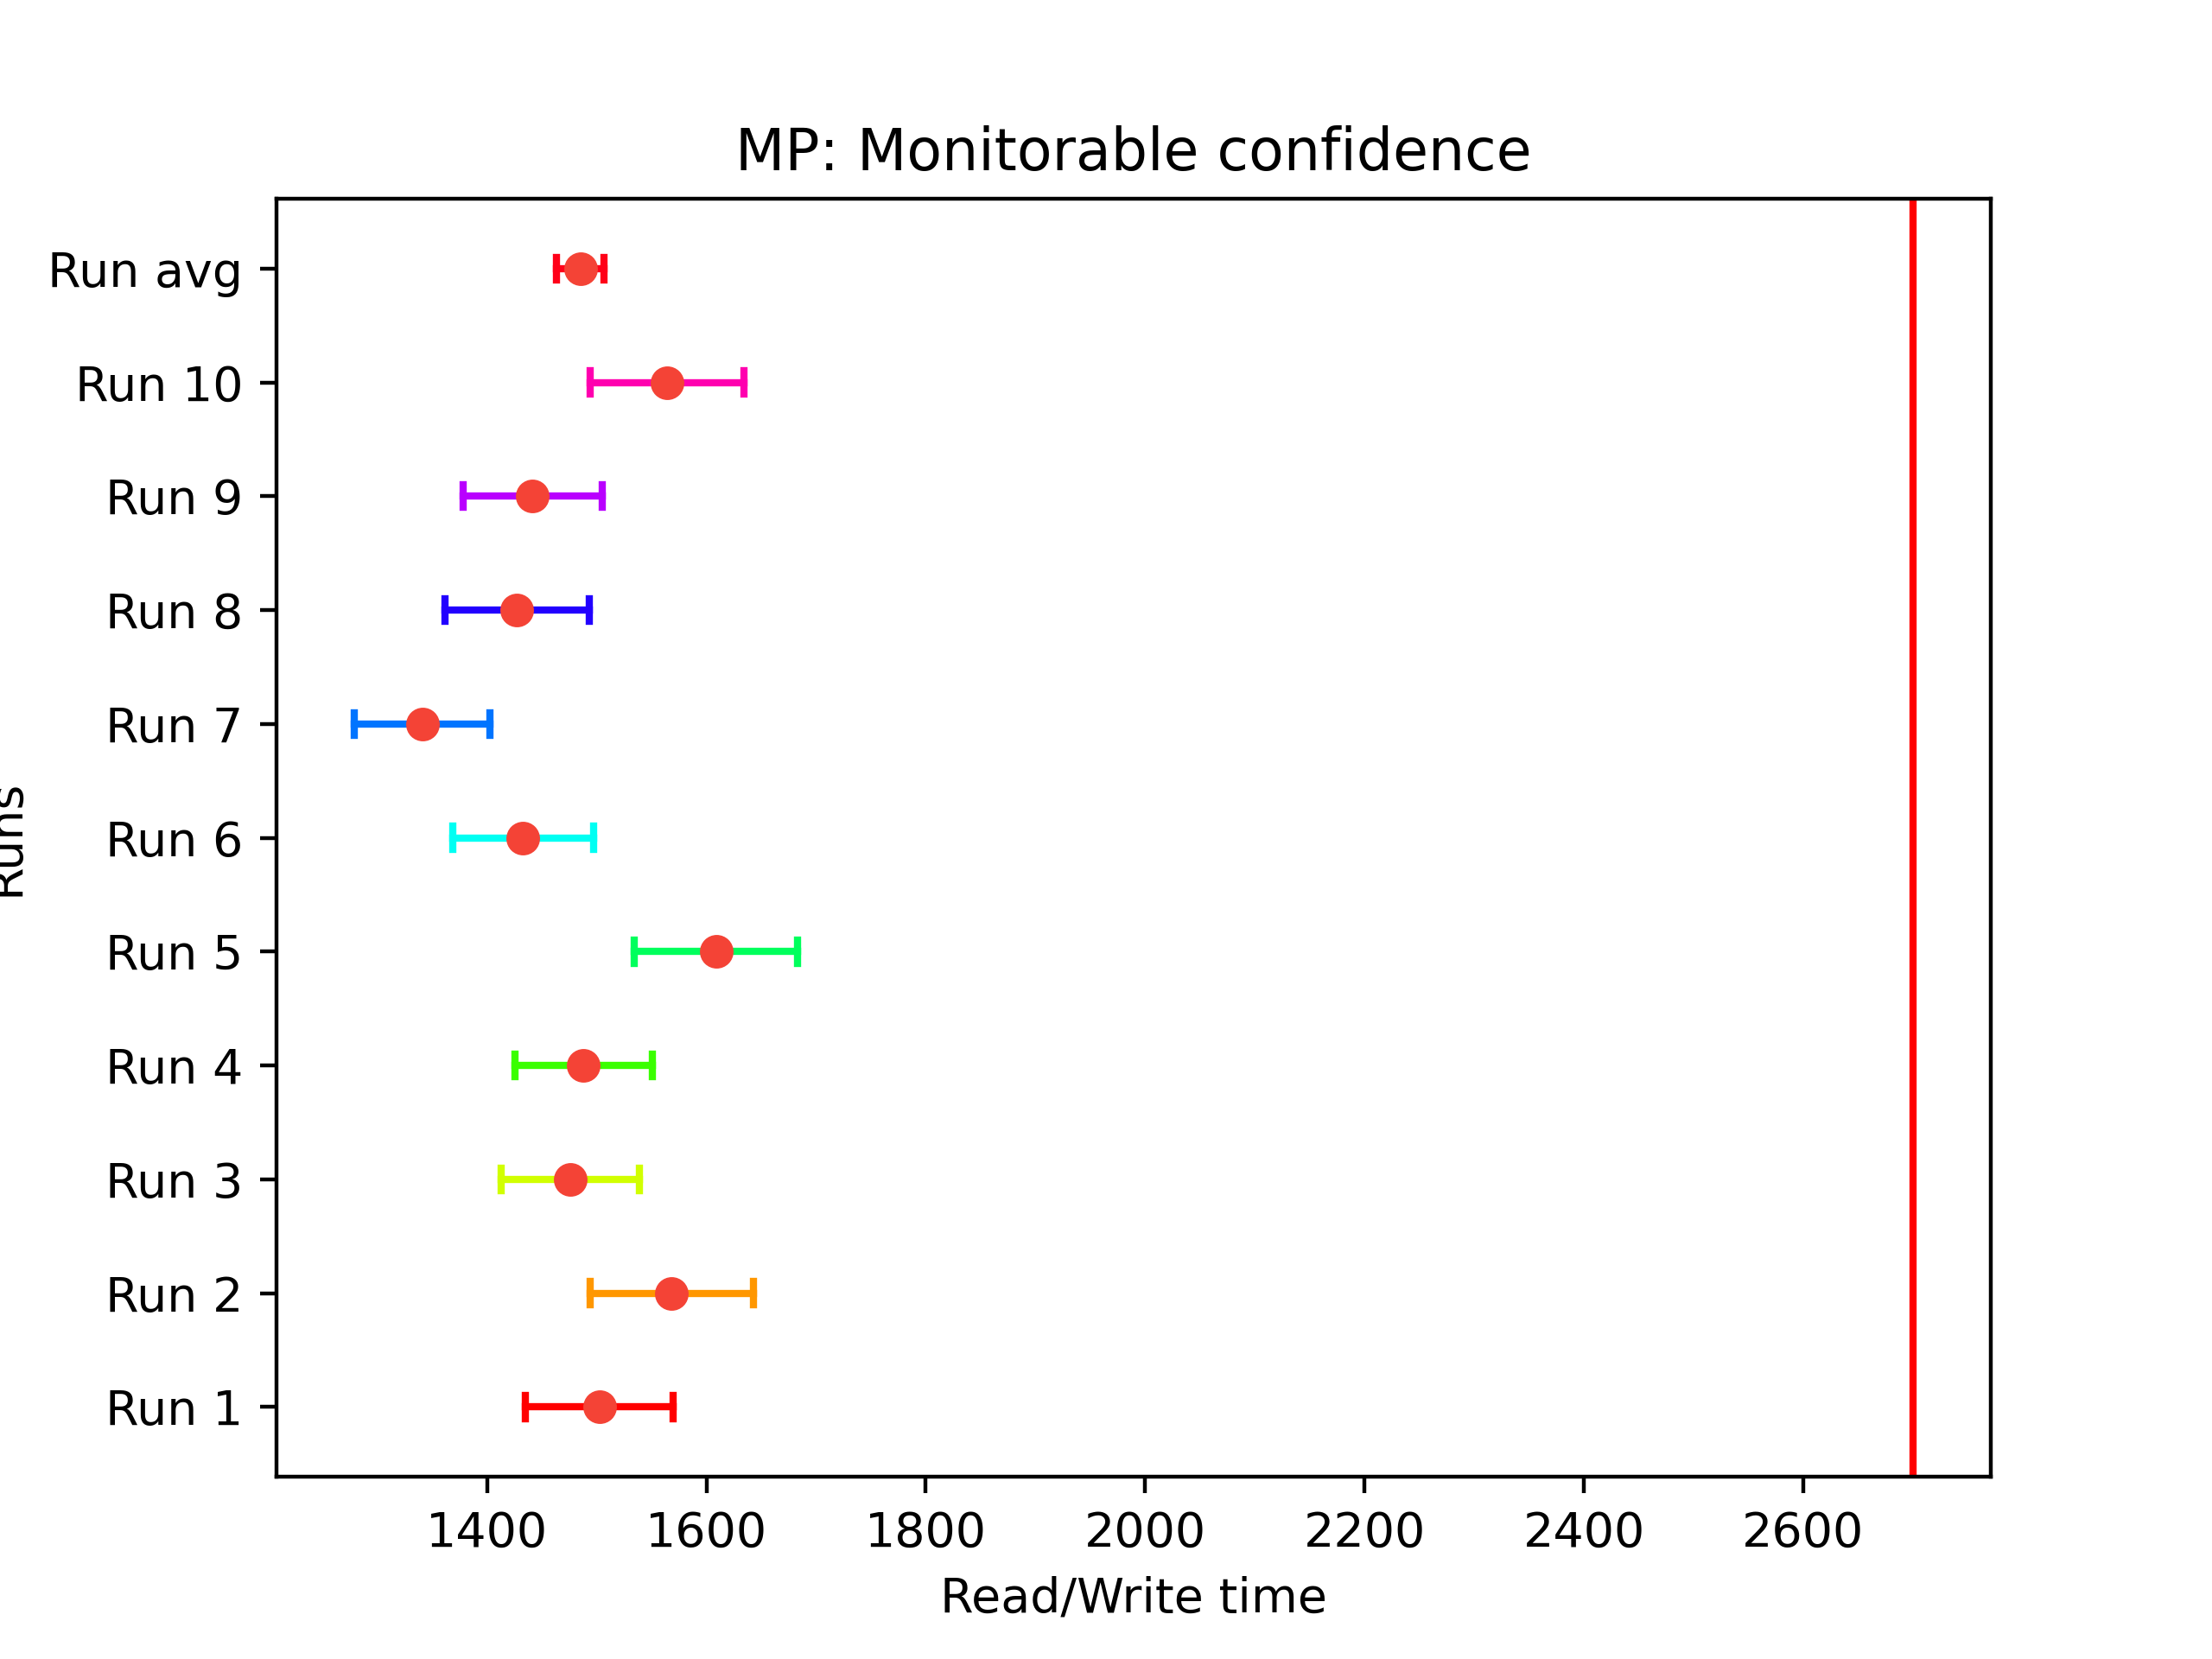 MP: Monitorable confidence
Run avg
Run 10
Run 9
Run 8
Run 7
Run 6
Run 5
Run 4
Run 3
Run 2
Run 1
Runs
1400 1600 1800 2000 2200 2400 2600
Read/Write time